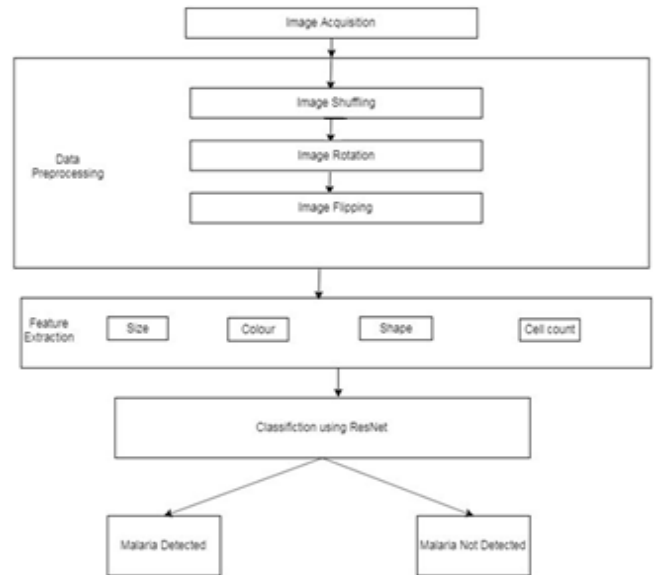 Image Acquisition
Image Shuffling
Data
Preprocessing
Image Rotation
Image Flipping
Feature
Extraction
Size
Colour
Shape
Cell count
Classifiction using ResNet
Malaria Detected
Malaria Not Detected